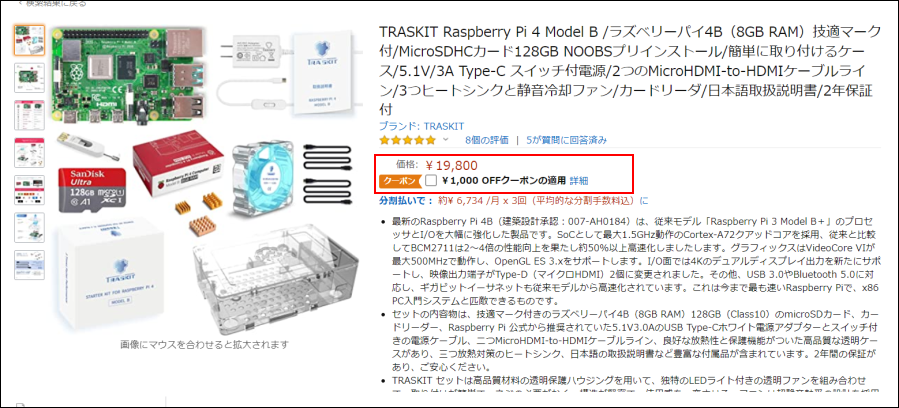 検索結果に戻る
TRASKIT Raspberry Pi 4 Model B /ラズベリーパイ4B（8GB RAM）技適マーク
付/MicroSDHCカード128GB NOOBSプリインストール/簡単に取り付けるケー
ス/5.1V/3A Type-C スイッチ付電源/2つのMicroHDMI-to-HDMIケーブルライ
ン/3つヒートシンクと静音冷却ファン/カードリーダ/日本語取扱説明書/2年保証
付
ブランド: TRASKIT
8個の評価 | 5が質問に回答済み
価格: ￥19,800
クーポン ￥1,000 OFFクーポンの適用 詳細
分割払いで： 約¥ 6,734 /月 x 3回（平均的な分割手数料込）に
• 最新のRaspberry Pi 4B（建築設計承認：007-AH0184）は、従来モデル「Raspberry Pi 3 Model B＋」のプロセ
ッサとI/Oを大幅に強化した製品です。SoCとして最大1.5GHz動作のCortex-A72クアッドコアを採用、従来と比較
してBCM2711は2〜4倍の性能向上を果たし約50%以上高速化しましたします。グラフィックスはVideoCore VIが
最大500MHzで動作し、OpenGL ES 3.xをサポートします。I/O面では4Kのデュアルディスプレイ出力を新たにサポ
ートし、映像出力端子がType-D（マイクロHDMI）2個に変更されました。その他、USB 3.0やBluetooth 5.0に対
応し、ギガビットイーサネットも従来モデルから高速化されています。これは今まで最も速いRaspberry Piで、x86
PC入門システムと匹敵できるものです。
• セットの内容物は、技適マーク付きのラズベリーパイ4B（8GB RAM）128GB（Class10）のmicroSDカード、カ
ードリーダー、Raspberry Pi 公式から推奨されていた5.1V3.0AのUSB Type-Cホワイト電源アダプターとスイッチ付
きの電源ケーブル、二つMicroHDMI-to-HDMIケーブルライン、良好な放熱性と保護機能がついた高品質な透明ケー
スがあり、三つ放熱対策のヒートシンク、日本語の取扱説明書など豊富な付属品が含まれています。2年間の保証が
あり、ご安心ください。
• TRASKIT セットは高品質材料の透明保護ハウジングを用いて、独特のLEDライト付きの透明ファンを組み合わせ
TRASKIT
取扱説明書
HDMI
SanDisk
Ultra
128GB
A1
Raspberry Pi 4 Computer
TRASKIT
STARTER KIT FOR RASPBERRY PI 4
MODEL B
画像にマウスを合わせると拡大されます